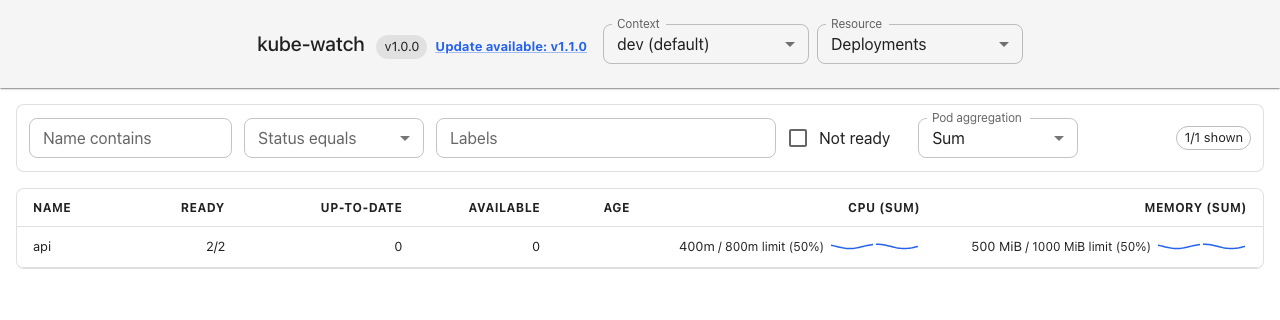 kube-watch v1.0.0 Update available: v1.1.0
Context
dev (default)
Resource
Deployments
Name contains
Status equals
Labels
Not ready
Pod aggregation
Sum
1/1 shown
NAME READY UP-TO-DATE AVAILABLE AGE CPU (SUM) MEMORY (SUM)
api 2/2 0 0 400m / 800m limit (50%) 500 MiB / 1000 MiB limit (50%)